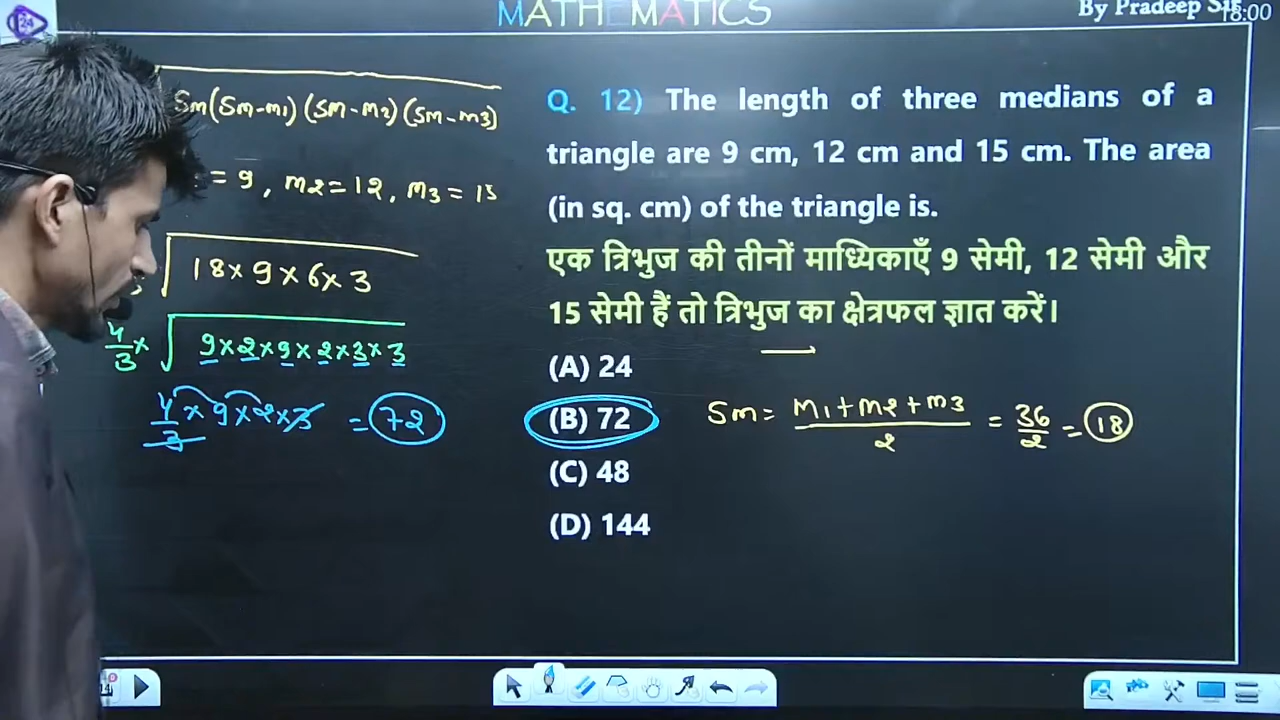 MATHEMATICS
By Pradeep Sir
18:00
24
Sm(Sm-m1) (Sm-m2) (Sm-m3)
= 9, m2 = 12, m3 = 15
√18 × 9 × 6 × 3
4/3 × √9 × 2 × 9 × 2 × 3 × 3
4/3 × 9 × 2 × 3 = 72
Q. 12) The length of three medians of a
triangle are 9 cm, 12 cm and 15 cm. The area
(in sq. cm) of the triangle is.
एक त्रिभुज की तीनों माध्यिकाएँ 9 सेमी, 12 सेमी और
15 सेमी हैं तो त्रिभुज का क्षेत्रफल ज्ञात करें।
(A) 24
(B) 72
(C) 48
(D) 144
Sm = m1 + m2 + m3 / 2 = 36/2 = 18